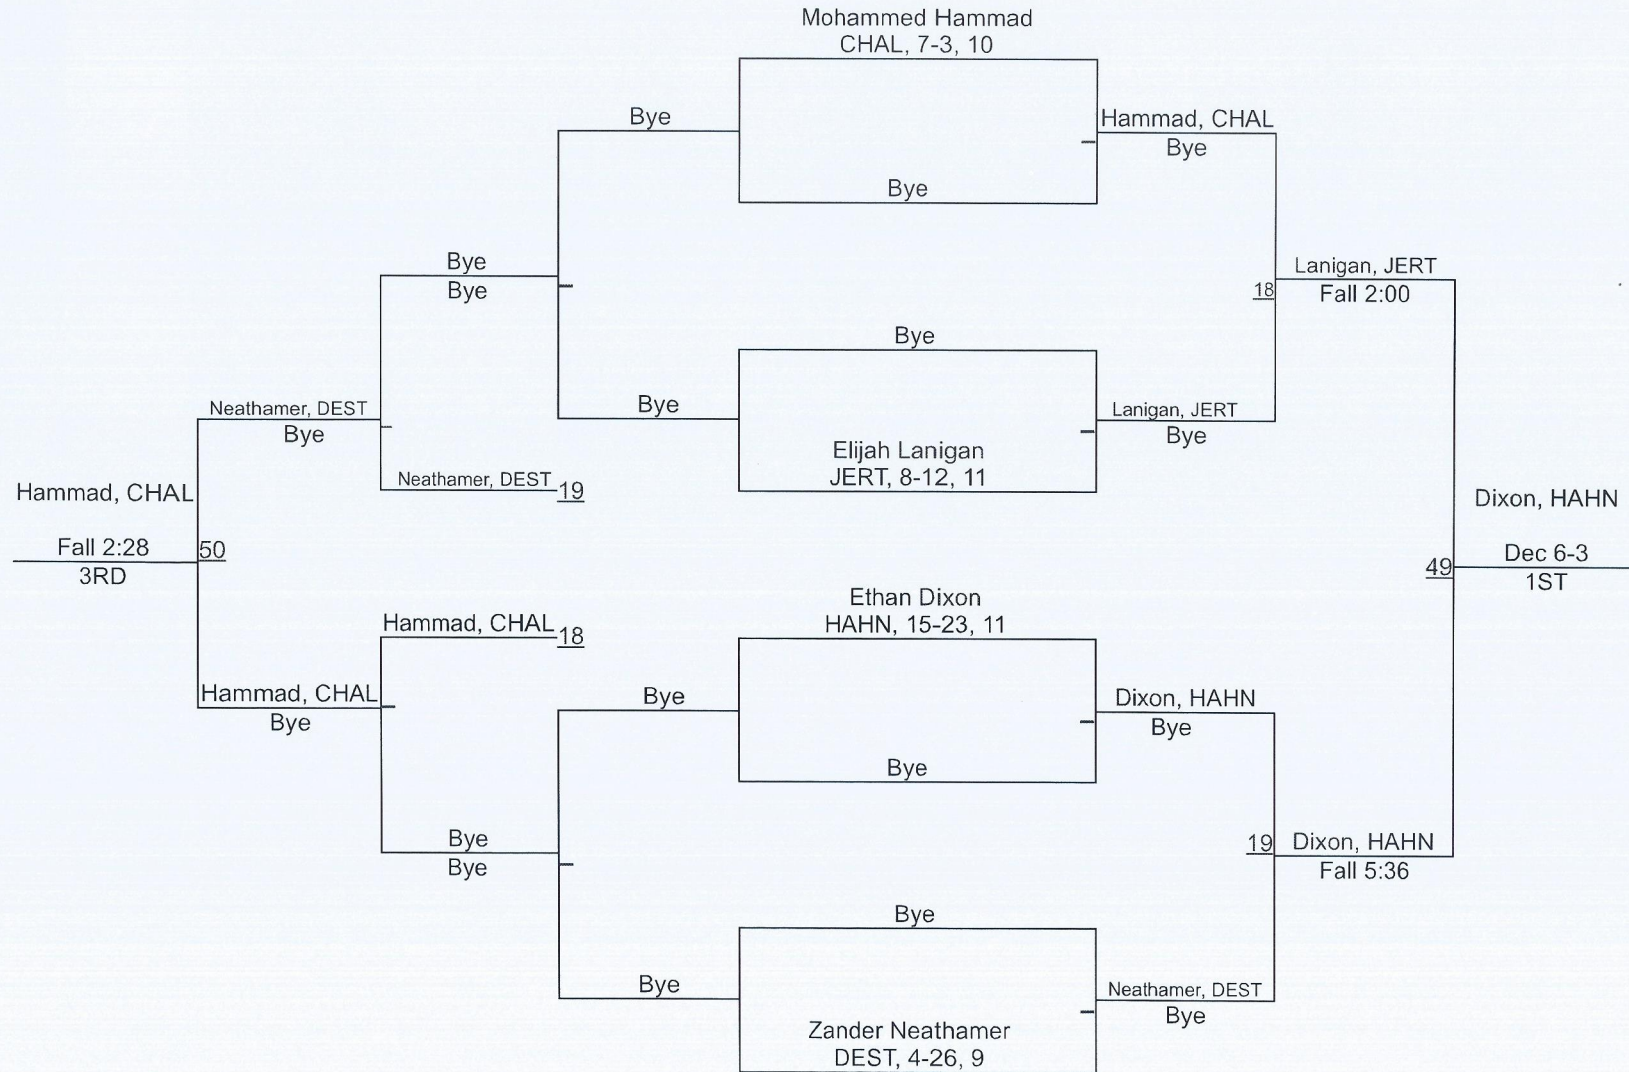 Mohammed Hammad
CHAL, 7-3, 10
Bye
Hammad, CHAL
Bye
Bye
Bye
Bye
Lanigan, JERT
18
Fall 2:00
Bye
Bye
Neathamer, DEST
Bye
Lanigan, JERT
Bye
Elijah Lanigan
JERT, 8-12, 11
Neathamer, DEST
19
Hammad, CHAL
Dixon, HAHN
Fall 2:28
50
3RD
Dec 6-3
49
1ST
Ethan Dixon
HAHN, 15-23, 11
Hammad, CHAL
18
Hammad, CHAL
Bye
Bye
Dixon, HAHN
Bye
Bye
Bye
Bye
19
Dixon, HAHN
Fall 5:36
Bye
Bye
Neathamer, DEST
Bye
Zander Neathamer
DEST, 4-26, 9